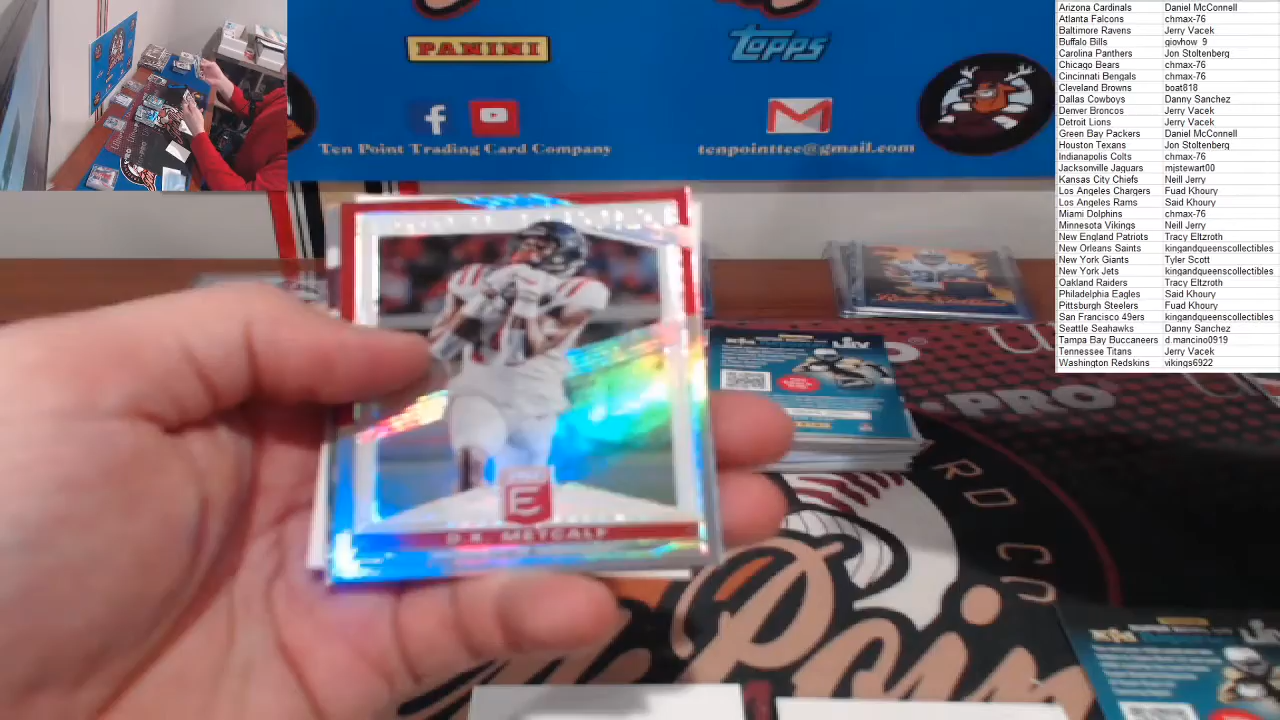 PANINI
Topps
Ten Point Trading Card Company
tenpointtcc@gmail.com
Arizona Cardinals Daniel McConnell
Atlanta Falcons chmax-76
Baltimore Ravens Jerry Vacek
Buffalo Bills giovhow_9
Carolina Panthers Jon Stoltenberg
Chicago Bears chmax-76
Cincinnati Bengals chmax-76
Cleveland Browns boat818
Dallas Cowboys Danny Sanchez
Denver Broncos Jerry Vacek
Detroit Lions Jerry Vacek
Green Bay Packers Daniel McConnell
Houston Texans Jon Stoltenberg
Indianapolis Colts chmax-76
Jacksonville Jaguars mjstewart00
Kansas City Chiefs Neill Jerry
Los Angeles Chargers Fuad Khoury
Los Angeles Rams Said Khoury
Miami Dolphins chmax-76
Minnesota Vikings Neill Jerry
New England Patriots Tracy Eltzroth
New Orleans Saints kingandqueenscollectibles
New York Giants Tyler Scott
New York Jets kingandqueenscollectibles
Oakland Raiders Tracy Eltzroth
Philadelphia Eagles Said Khoury
Pittsburgh Steelers Fuad Khoury
San Francisco 49ers kingandqueenscollectibles
Seattle Seahawks Danny Sanchez
Tampa Bay Buccaneers d.mancino0919
Tennessee Titans Jerry Vacek
Washington Redskins vikings6922
E
D.K. METCALF
LIV
-PRO
RD CO
Poin